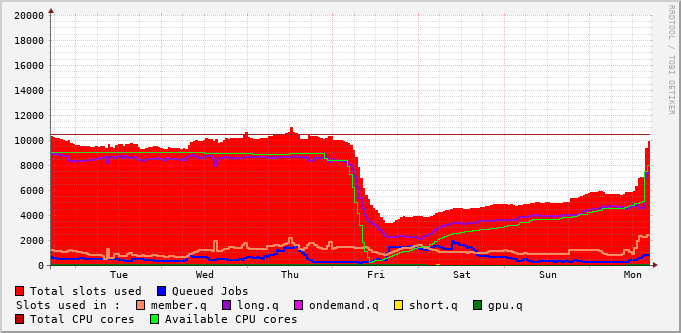 20000
18000
16000
14000
12000
10000
8000
6000
4000
2000
0
Tue Wed Thu Fri Sat Sun Mon
RRDTOOL / TOBI OETIKER
Total slots used Queued Jobs
Slots used in : member.q long.q ondemand.q short.q gpu.q
Total CPU cores Available CPU cores